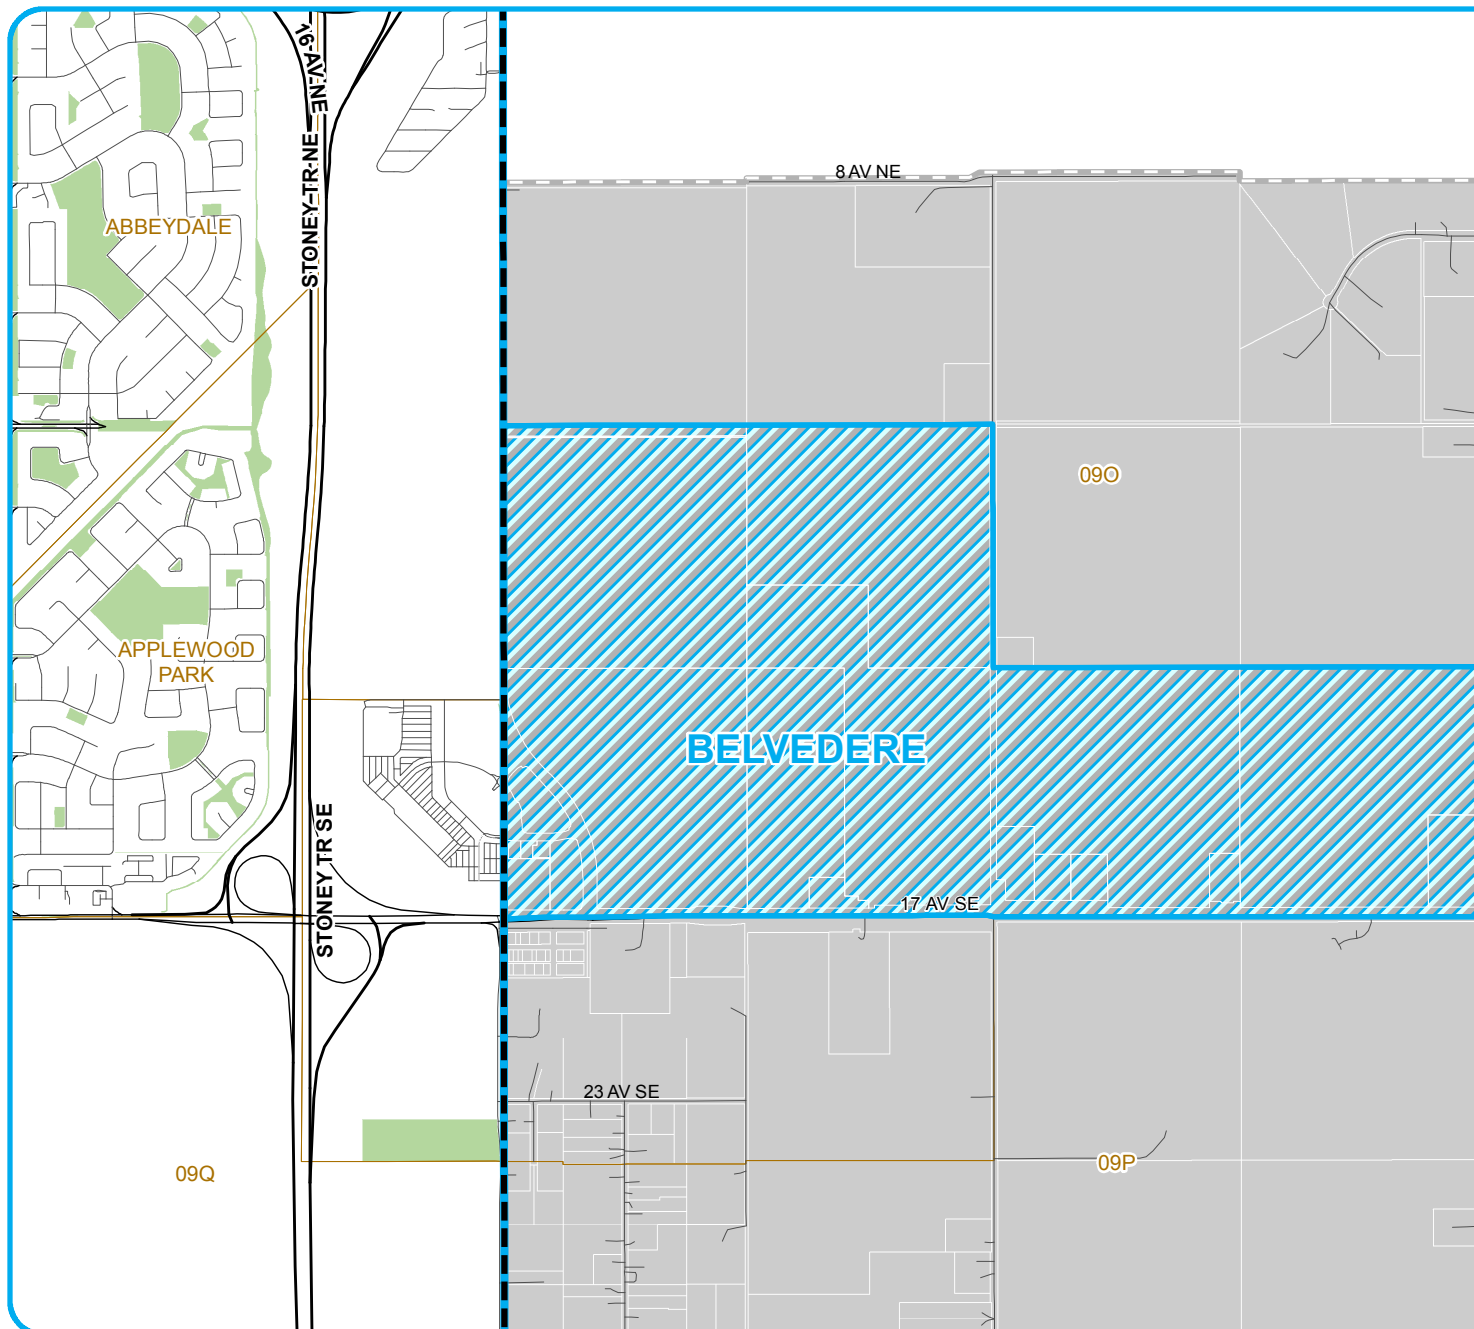 16 AV NE
STONEY TR NE
8 AV NE
ABBEYDALE
09O
APPLEWOOD
PARK
BELVEDERE
STONEY TR SE
17 AV SE
23 AV SE
09Q
09P